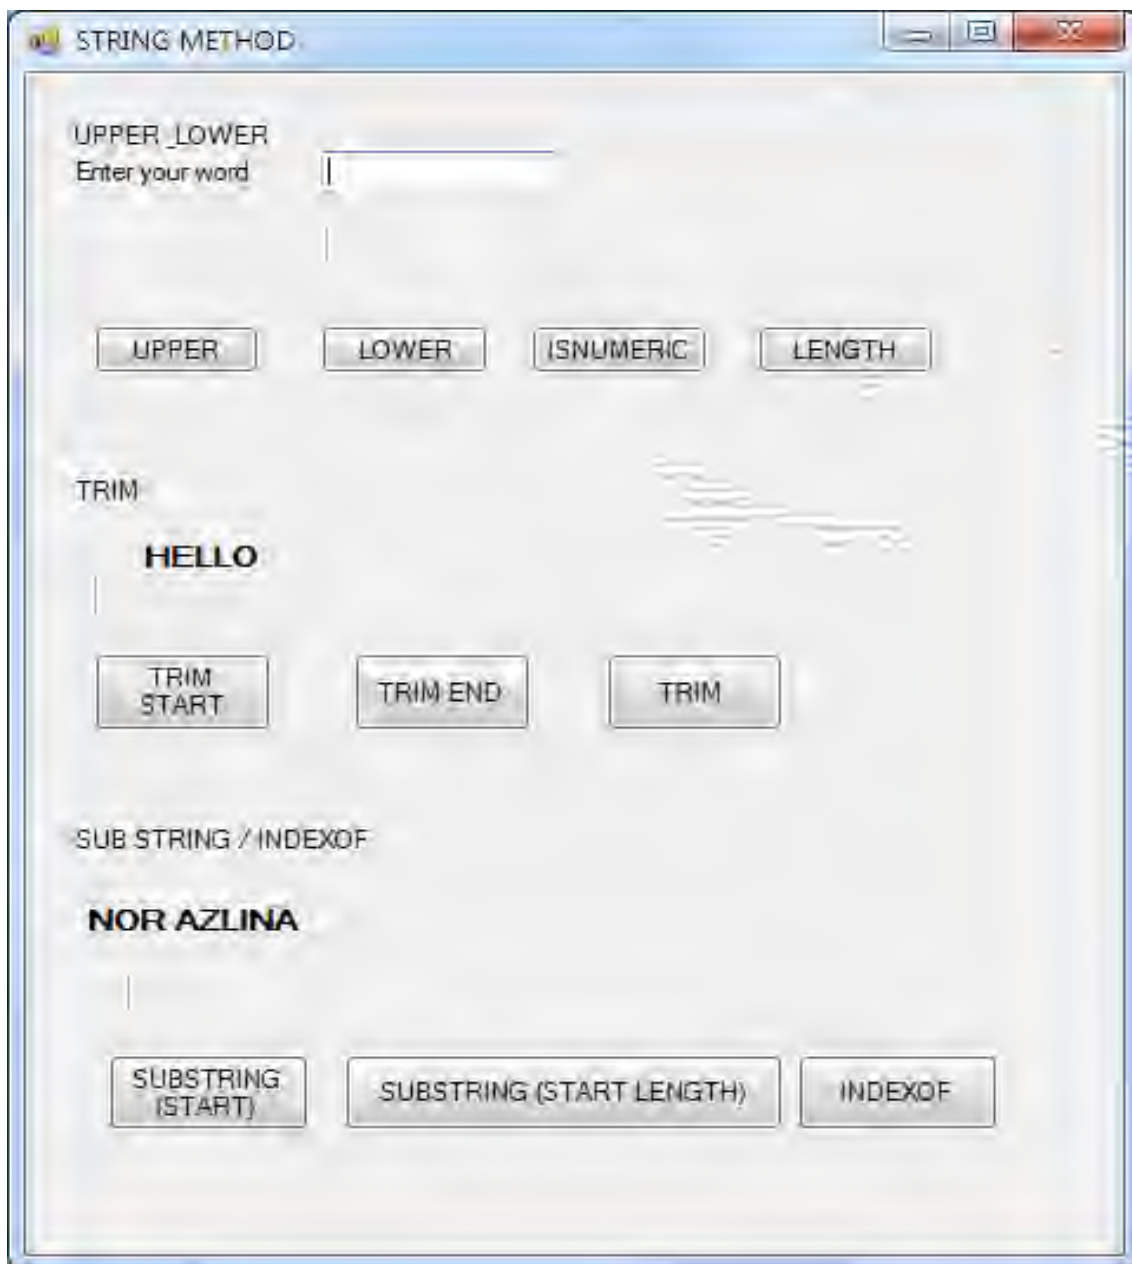 STRING METHOD
UPPER_LOWER
Enter your word
UPPER LOWER ISNUMERIC LENGTH
TRIM
HELLO
TRIM
START
TRIM END
TRIM
SUB STRING / INDEXOF
NOR AZLINA
SUBSTRING
(START)
SUBSTRING (START LENGTH)
INDEXOF